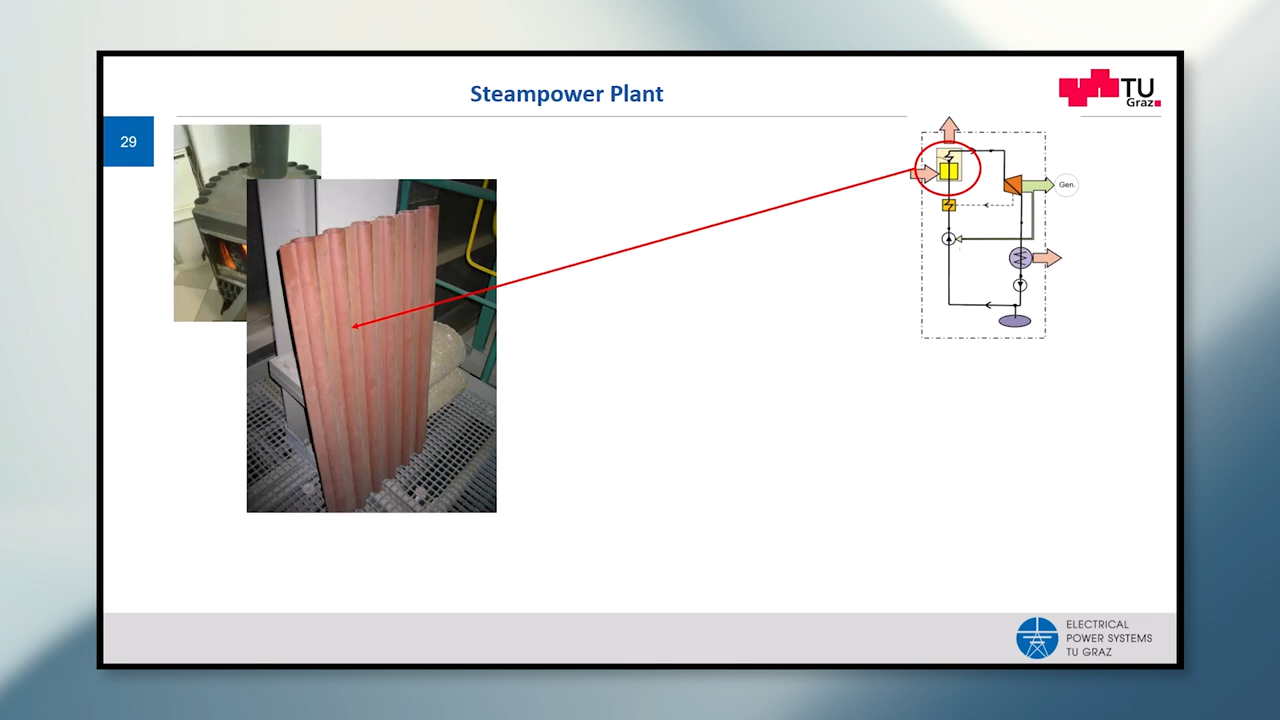 Steampower Plant
TU
Graz
29
Gen.
ELECTRICAL
POWER SYSTEMS
TU GRAZ